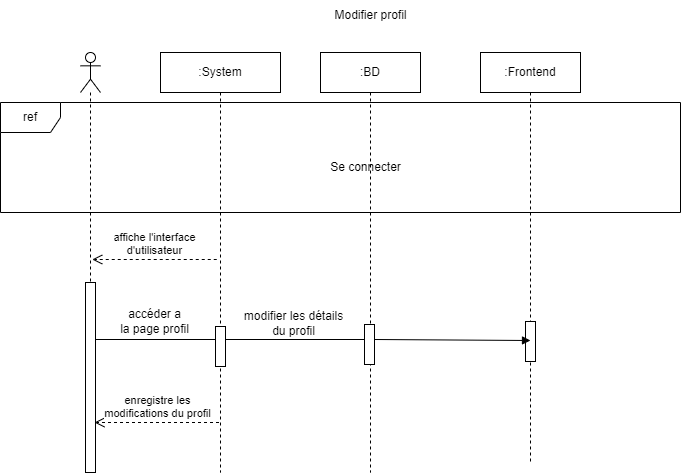 Modifier profil
:System
:BD
:Frontend
ref
Se connecter
affiche l'interface
d'utilisateur
accéder a
la page profil
modifier les détails
du profil
enregistre les
modifications du profil